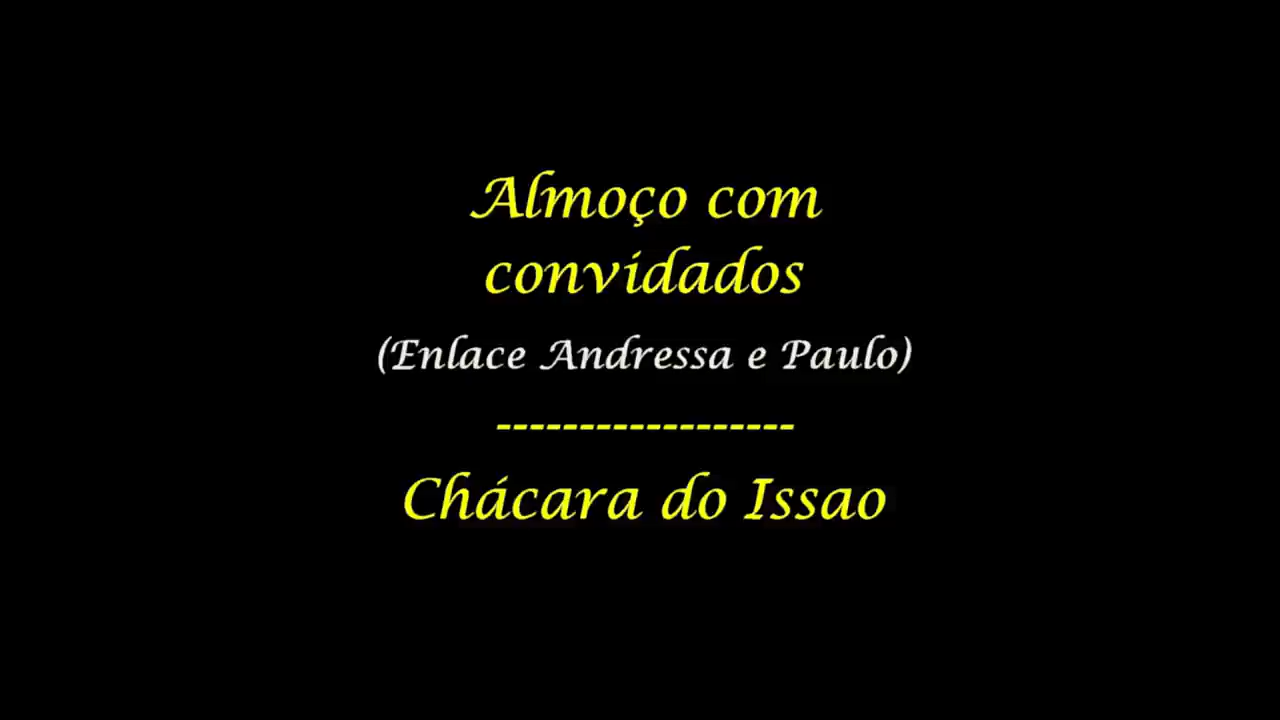 Almoço com
convidados
(Enlace Andressa e Paulo)
------------------
Chácara do Issao